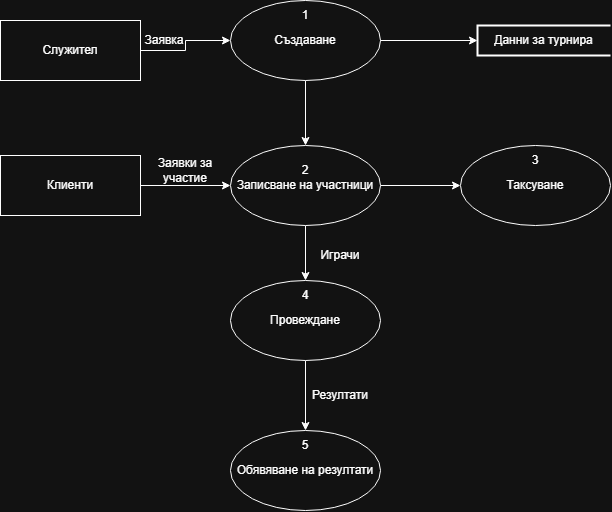 1
Служител
Заявка
Създаване
Данни за турнира
Клиенти
Заявки за
участие
2
Записване на участници
3
Таксуване
Играчи
4
Провеждане
Резултати
5
Обявяване на резултати